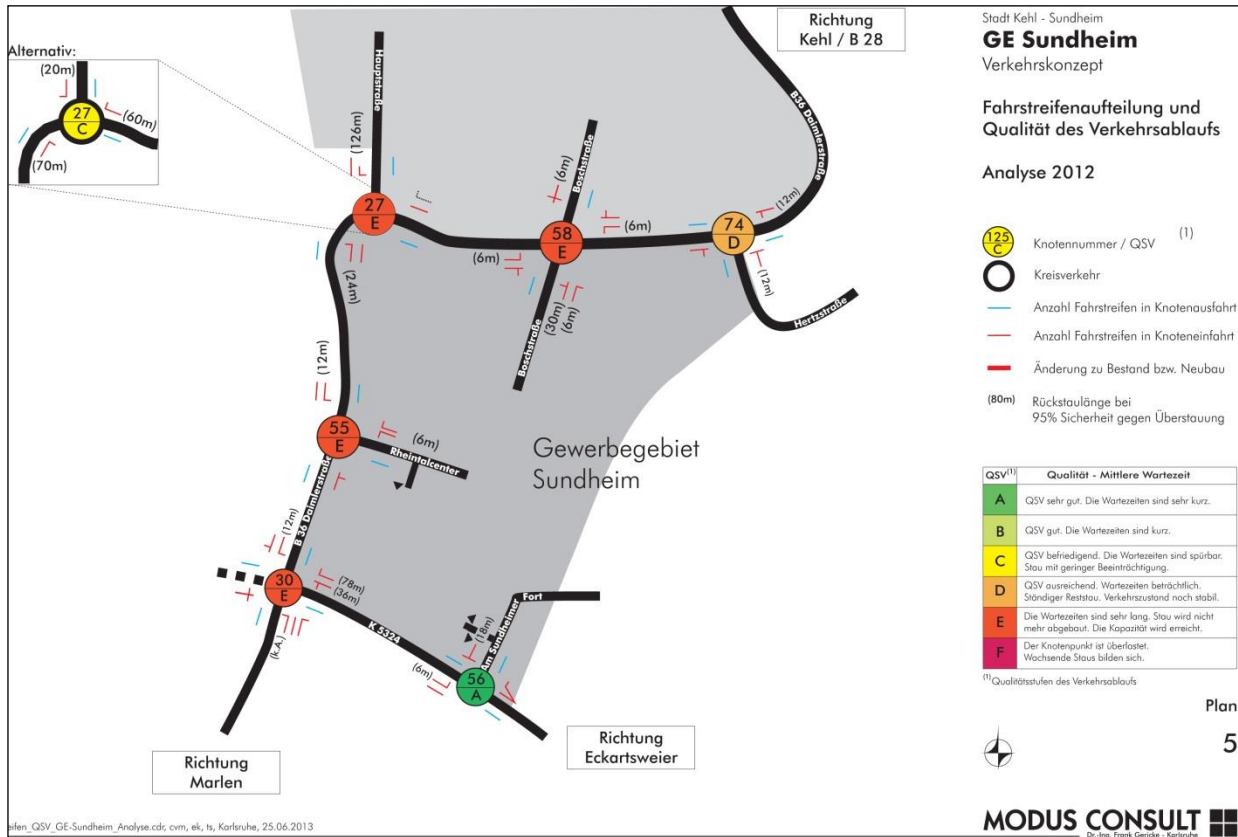 Alternativ:
(20m)
27
C
(60m)
(70m)
Richtung
Kehl / B 28
Hauptstraße
(126m)
27
E
(24m)
(6m)
Boschstraße
(6m)
58
E
(6m)
(30m)
(6m)
Boschstraße
B36 Daimlerstraße
(12m)
74
D
(12m)
Hertzstraße
(12m)
55
E
(6m)
Rheintalcenter
Gewerbegebiet
Sundheim
B 36 Daimlerstraße
(12m)
30
E
(78m)
(36m)
(k.A.)
K 5324
Fort
Am Sundheimer
(18m)
(6m)
56
A
Richtung
Marlen
Richtung
Eckartsweier
eifen_QSV_GE-Sundheim_Analyse.cdr, cvm, ek, ts, Karlsruhe, 25.06.2013
Stadt Kehl - Sundheim
GE Sundheim
Verkehrskonzept
Fahrstreifenaufteilung und
Qualität des Verkehrsablaufs
Analyse 2012
125
C
Knotennummer / QSV (1)
Kreisverkehr
Anzahl Fahrstreifen in Knotenausfahrt
Anzahl Fahrstreifen in Knoteneinfahrt
Änderung zu Bestand bzw. Neubau
(80m) Rückstaulänge bei
95% Sicherheit gegen Überstauung
QSV(1) Qualität - Mittlere Wartezeit
A QSV sehr gut. Die Wartezeiten sind sehr kurz.
B QSV gut. Die Wartezeiten sind kurz.
C QSV befriedigend. Die Wartezeiten sind spürbar.
Stau mit geringer Beeinträchtigung.
D QSV ausreichend. Wartezeiten beträchtlich.
Ständiger Reststau. Verkehrszustand noch stabil.
E Die Wartezeiten sind sehr lang. Stau wird nicht
mehr abgebaut. Die Kapazität wird erreicht.
F Der Knotenpunkt ist überlastet.
Wachsende Staus bilden sich.
(1)Qualitätsstufen des Verkehrsablaufs
Plan
5
MODUS CONSULT
Dr.-Ing. Frank Gericke - Karlsruhe